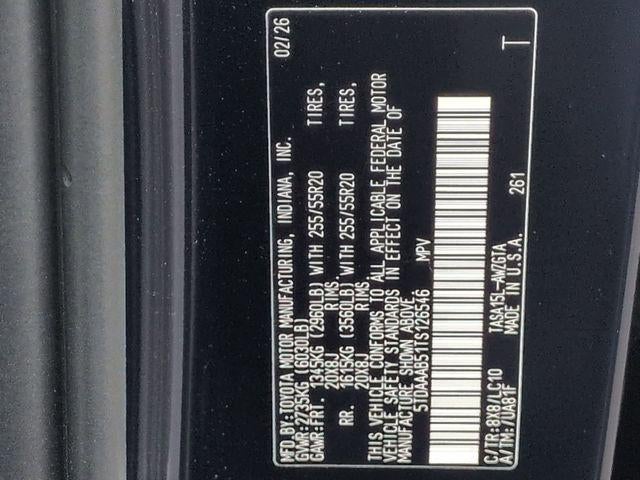 MFD.BY:TOYOTA MOTOR MANUFACTURING, INDIANA, INC. 02/26
GVWR:2735KG (6030LB)
GAWR:FRT. 1345KG (2960LB) WITH 255/55R20 TIRES,
20X8J RIMS.
RR. 1615KG (3560LB) WITH 255/55R20 TIRES,
20X8J RIMS.
THIS VEHICLE CONFORMS TO ALL APPLICABLE FEDERAL MOTOR
VEHICLE SAFETY STANDARDS IN EFFECT ON THE DATE OF
MANUFACTURE SHOWN ABOVE.
5TDAAAB51TS126546 MPV
C/TR:8X8/LC10 TASA15L-AWZGTA
A/TM:/UA81F MADE IN U.S.A. 261
T